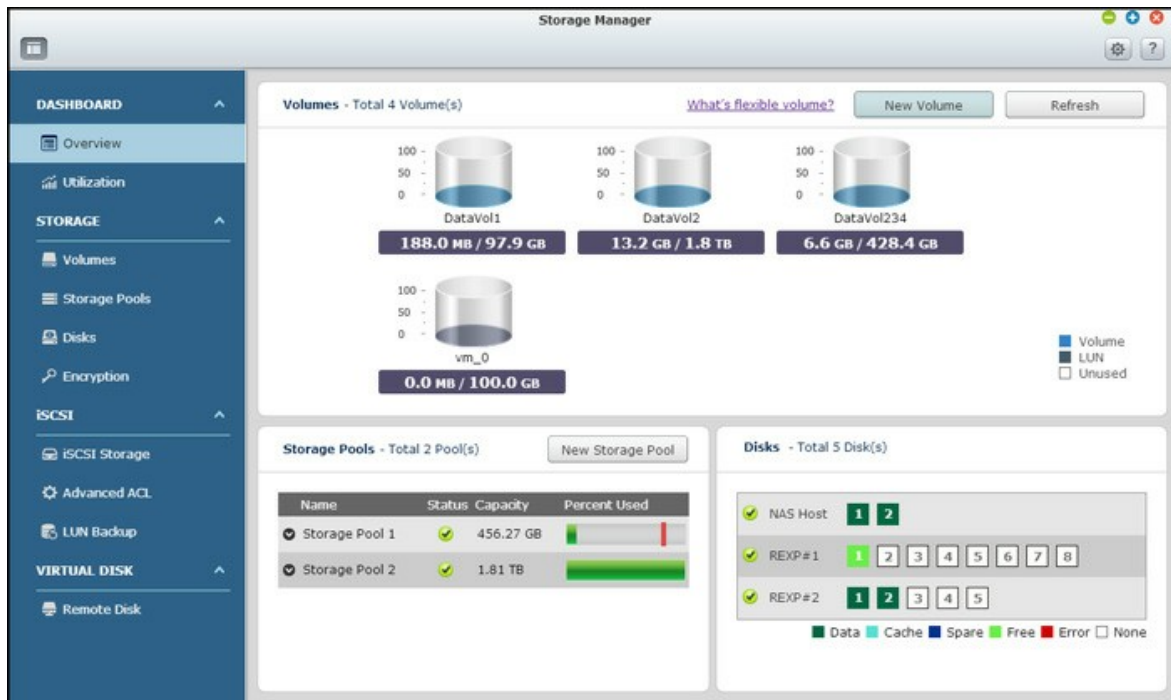 Storage Manager
?
DASHBOARD
Overview
Utilization
STORAGE
Volumes
Storage Pools
Disks
Encryption
iSCSI
iSCSI Storage
Advanced ACL
LUN Backup
VIRTUAL DISK
Remote Disk
Volumes - Total 4 Volume(s) What's flexible volume? New Volume Refresh
100 100 100
50 50 50
0 0 0
DataVol1 DataVol2 DataVol234
188.0 MB / 97.9 GB 13.2 GB / 1.8 TB 6.6 GB / 428.4 GB
100
50
0
vm_0
0.0 MB / 100.0 GB
Volume
LUN
Unused
Storage Pools - Total 2 Pool(s) New Storage Pool
Name Status Capacity Percent Used
Storage Pool 1 456.27 GB
Storage Pool 2 1.81 TB
Disks - Total 5 Disk(s)
NAS Host 1 2
REXP#1 1 2 3 4 5 6 7 8
REXP#2 1 2 3 4 5
Data Cache Spare Free Error None